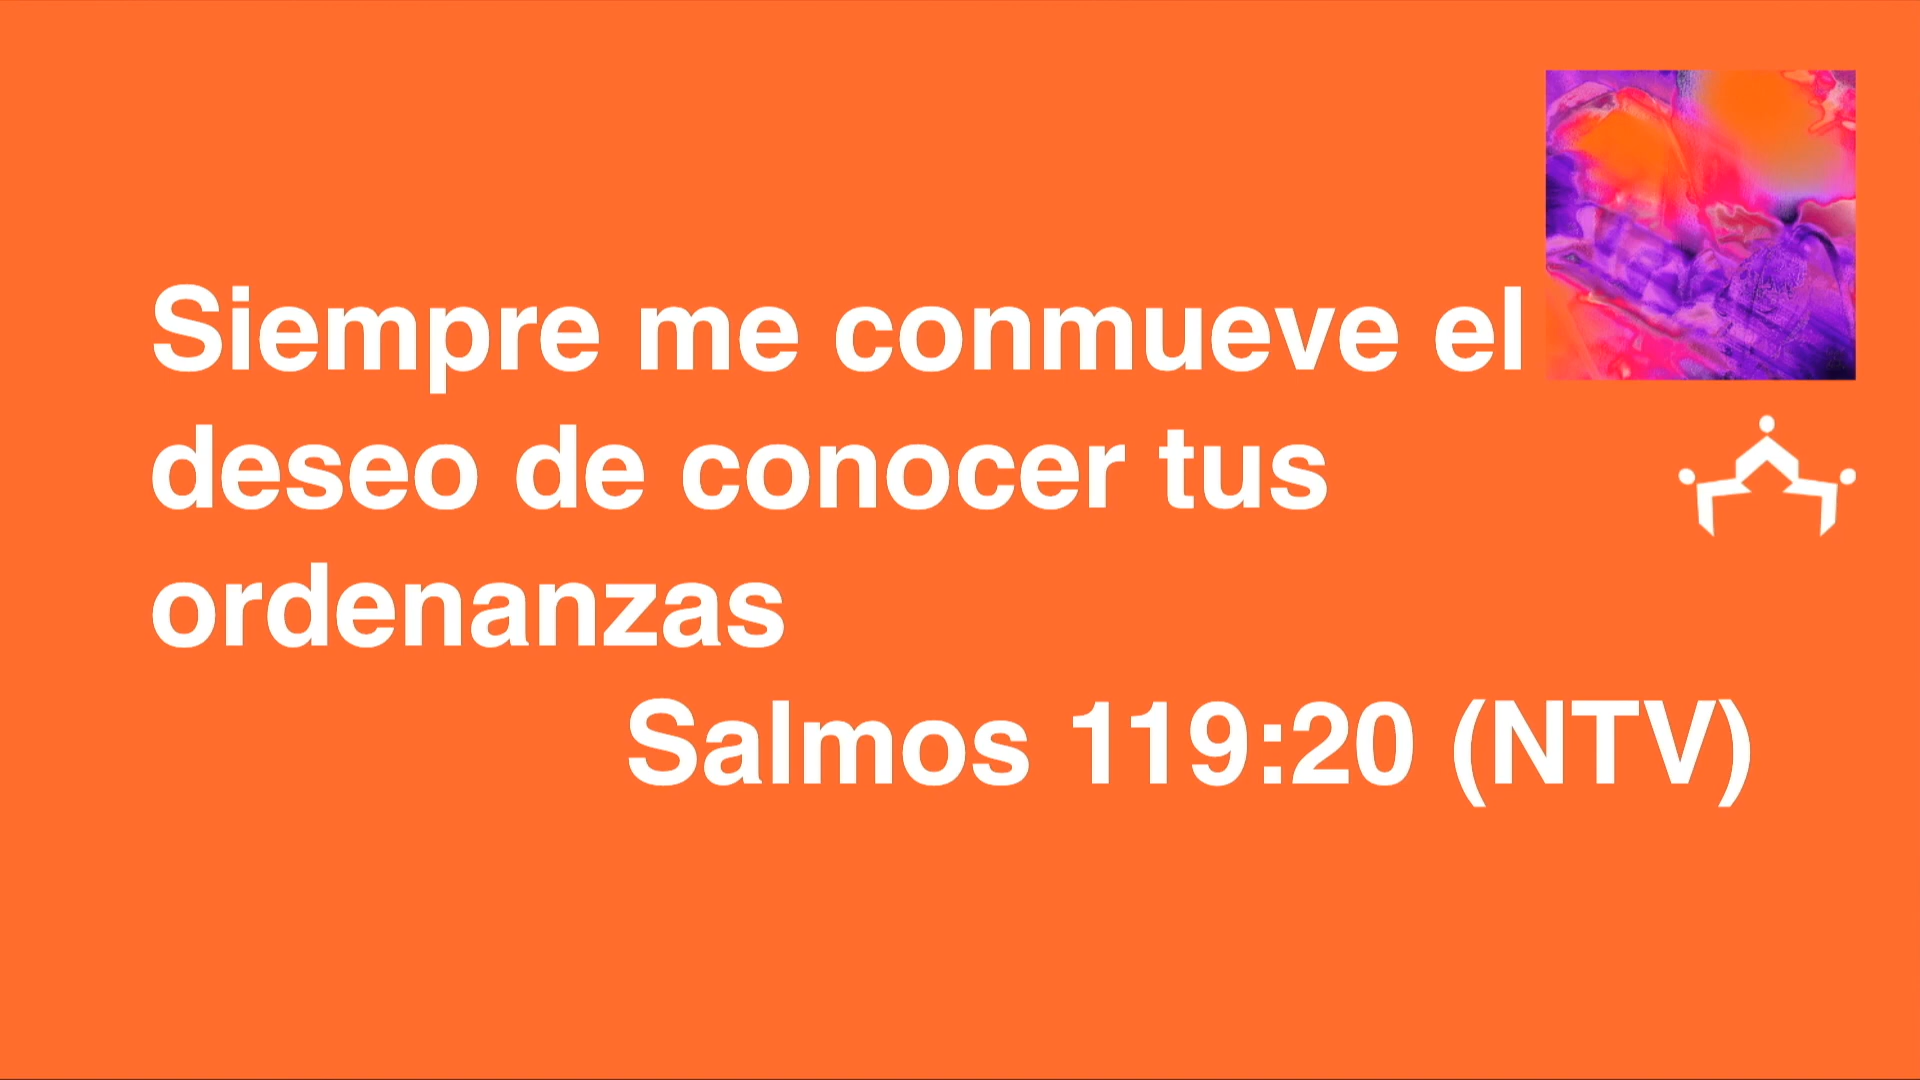 Siempre me conmueve el
deseo de conocer tus
ordenanzas
Salmos 119:20 (NTV)